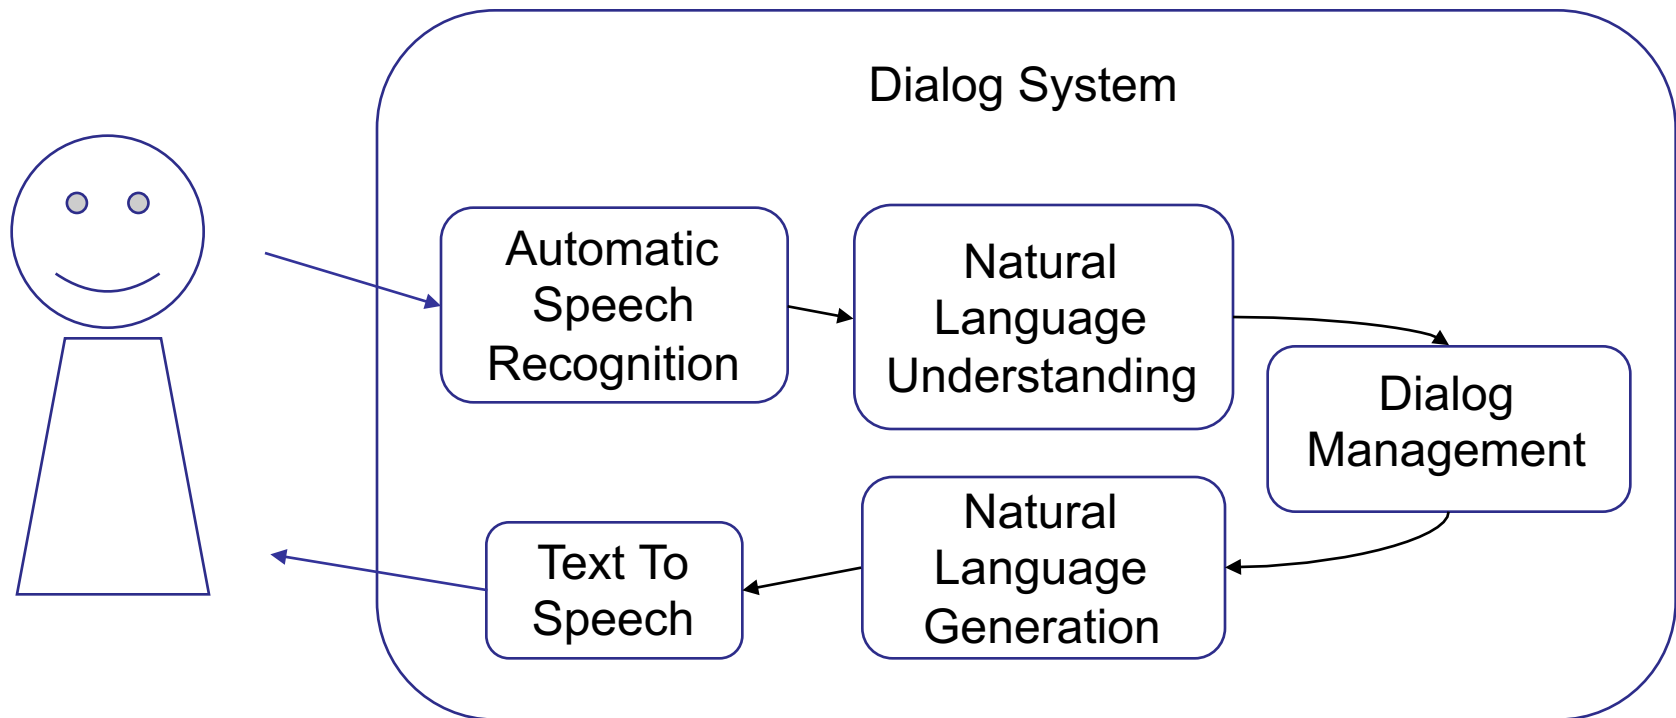 Dialog System
Automatic
Speech
Recognition
Natural
Language
Understanding
Dialog
Management
Natural
Language
Generation
Text To
Speech